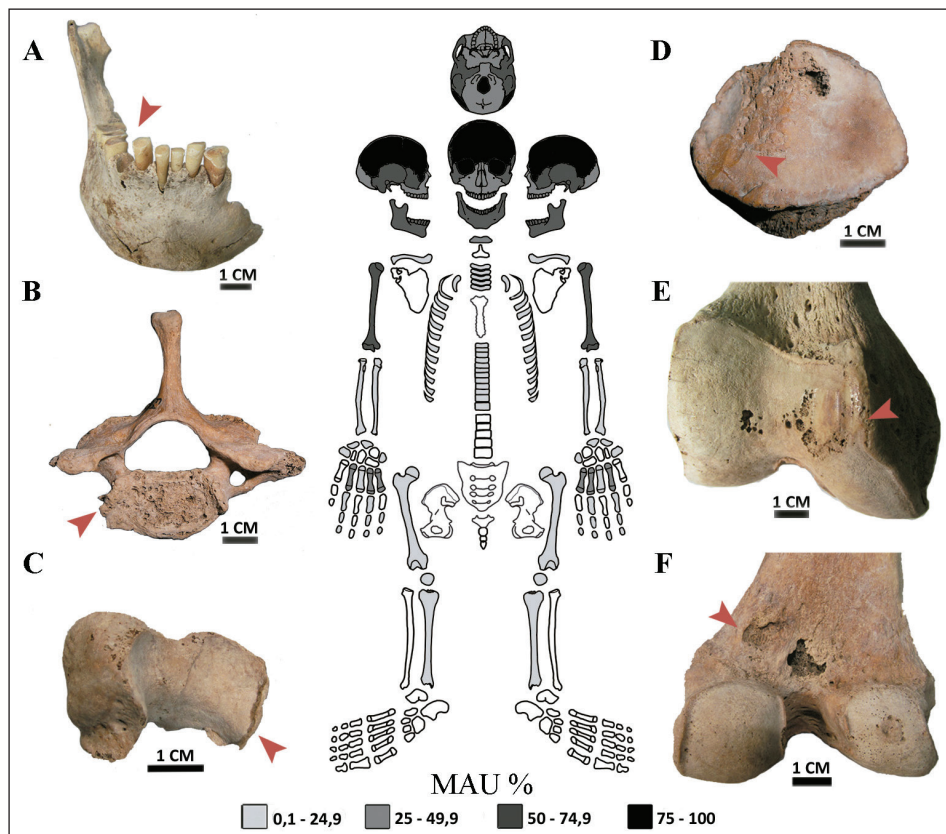 A
1 CM
B
1 CM
C
1 CM
D
1 CM
E
1 CM
F
1 CM
MAU %
0,1 - 24,9
25 - 49,9
50 - 74,9
75 - 100